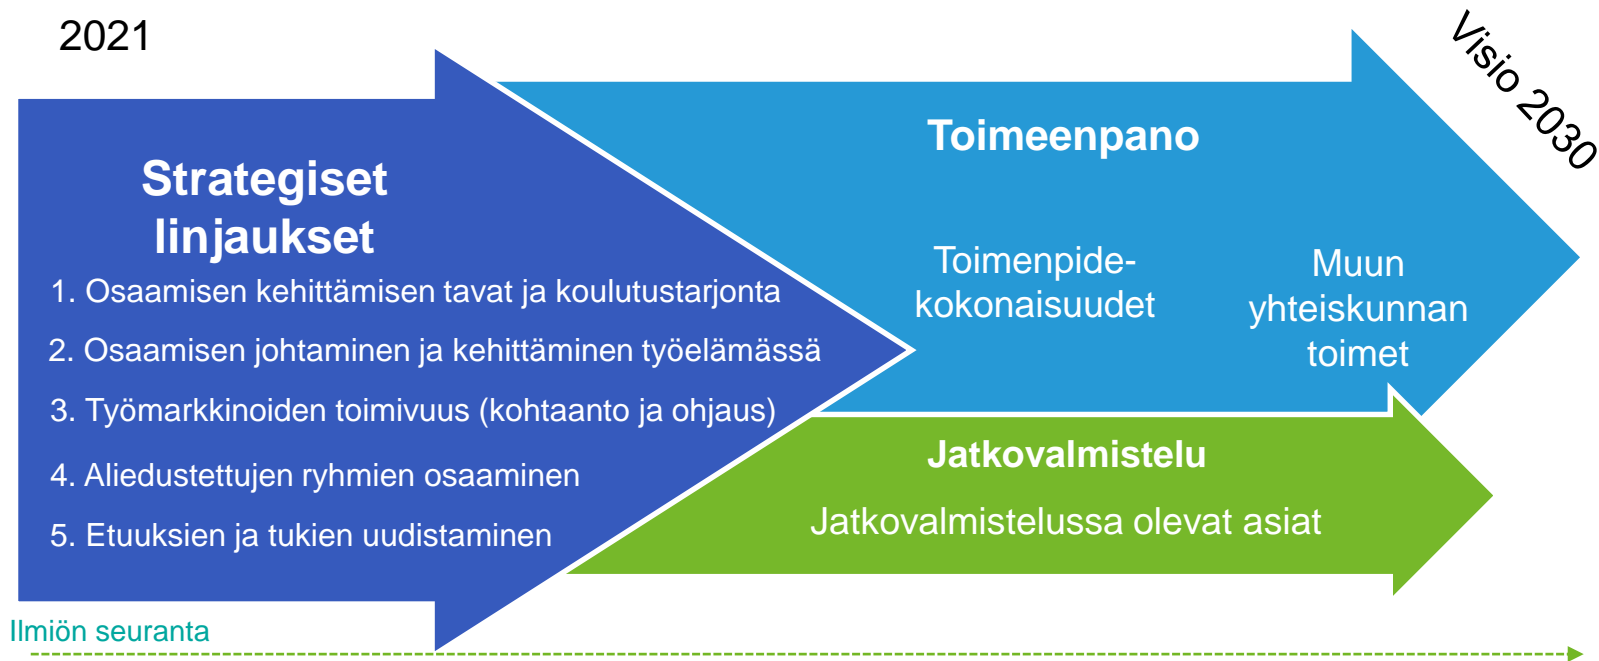 2021
Visio 2030
Strategiset
linjaukset
1. Osaamisen kehittämisen tavat ja koulutustarjonta
2. Osaamisen johtaminen ja kehittäminen työelämässä
3. Työmarkkinoiden toimivuus (kohtaanto ja ohjaus)
4. Aliedustettujen ryhmien osaaminen
5. Etuuksien ja tukien uudistaminen
Toimeenpano
Toimenpide-
kokonaisuudet
Muun
yhteiskunnan
toimet
Jatkovalmistelu
Jatkovalmistelussa olevat asiat
Ilmiön seuranta